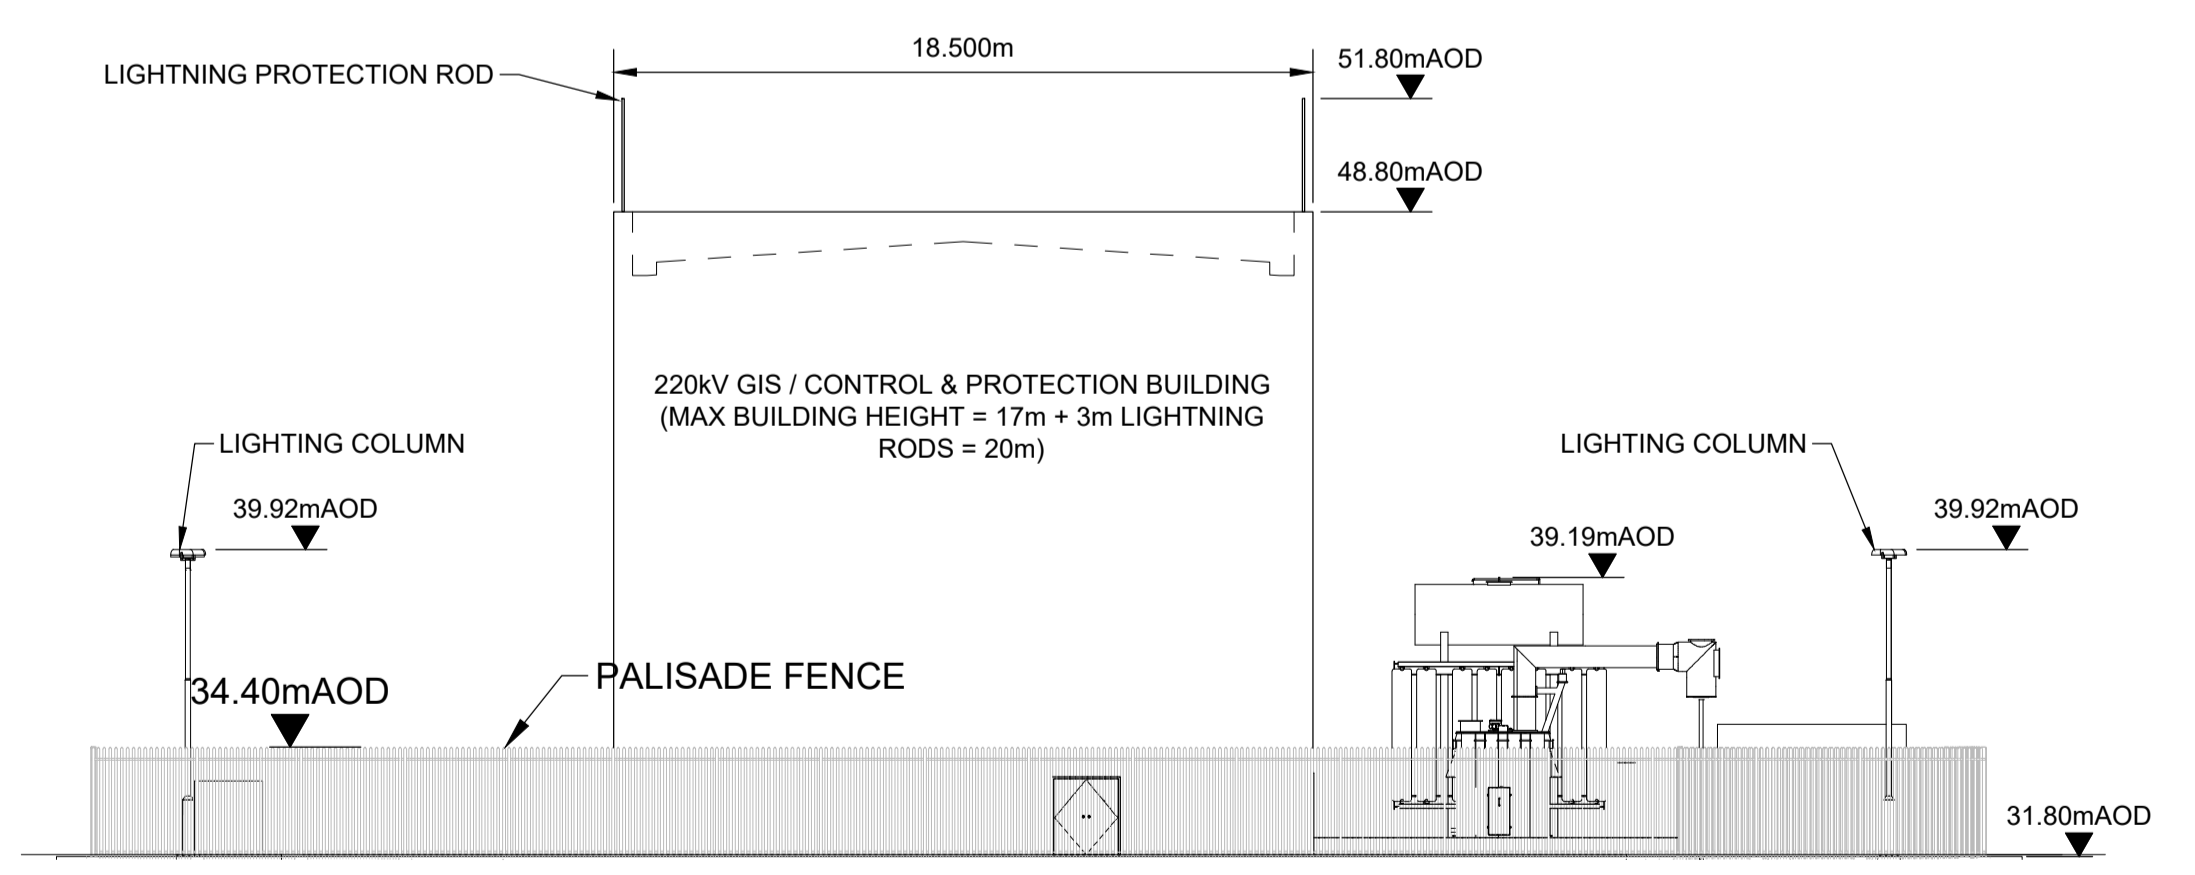 18.500m
51.80mAOD
LIGHTNING PROTECTION ROD
48.80mAOD
220kV GIS / CONTROL & PROTECTION BUILDING
(MAX BUILDING HEIGHT = 17m + 3m LIGHTNING
RODS = 20m)
LIGHTING COLUMN
LIGHTING COLUMN
39.92mAOD
39.92mAOD
39.19mAOD
PALISADE FENCE
34.40mAOD
31.80mAOD